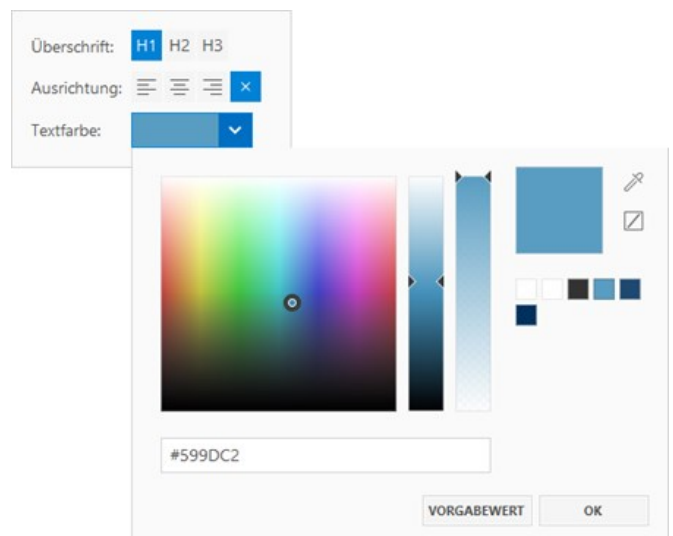 Überschrift: H1 H2 H3
Ausrichtung:
Textfarbe:
#599DC2
VORGABEWERT OK